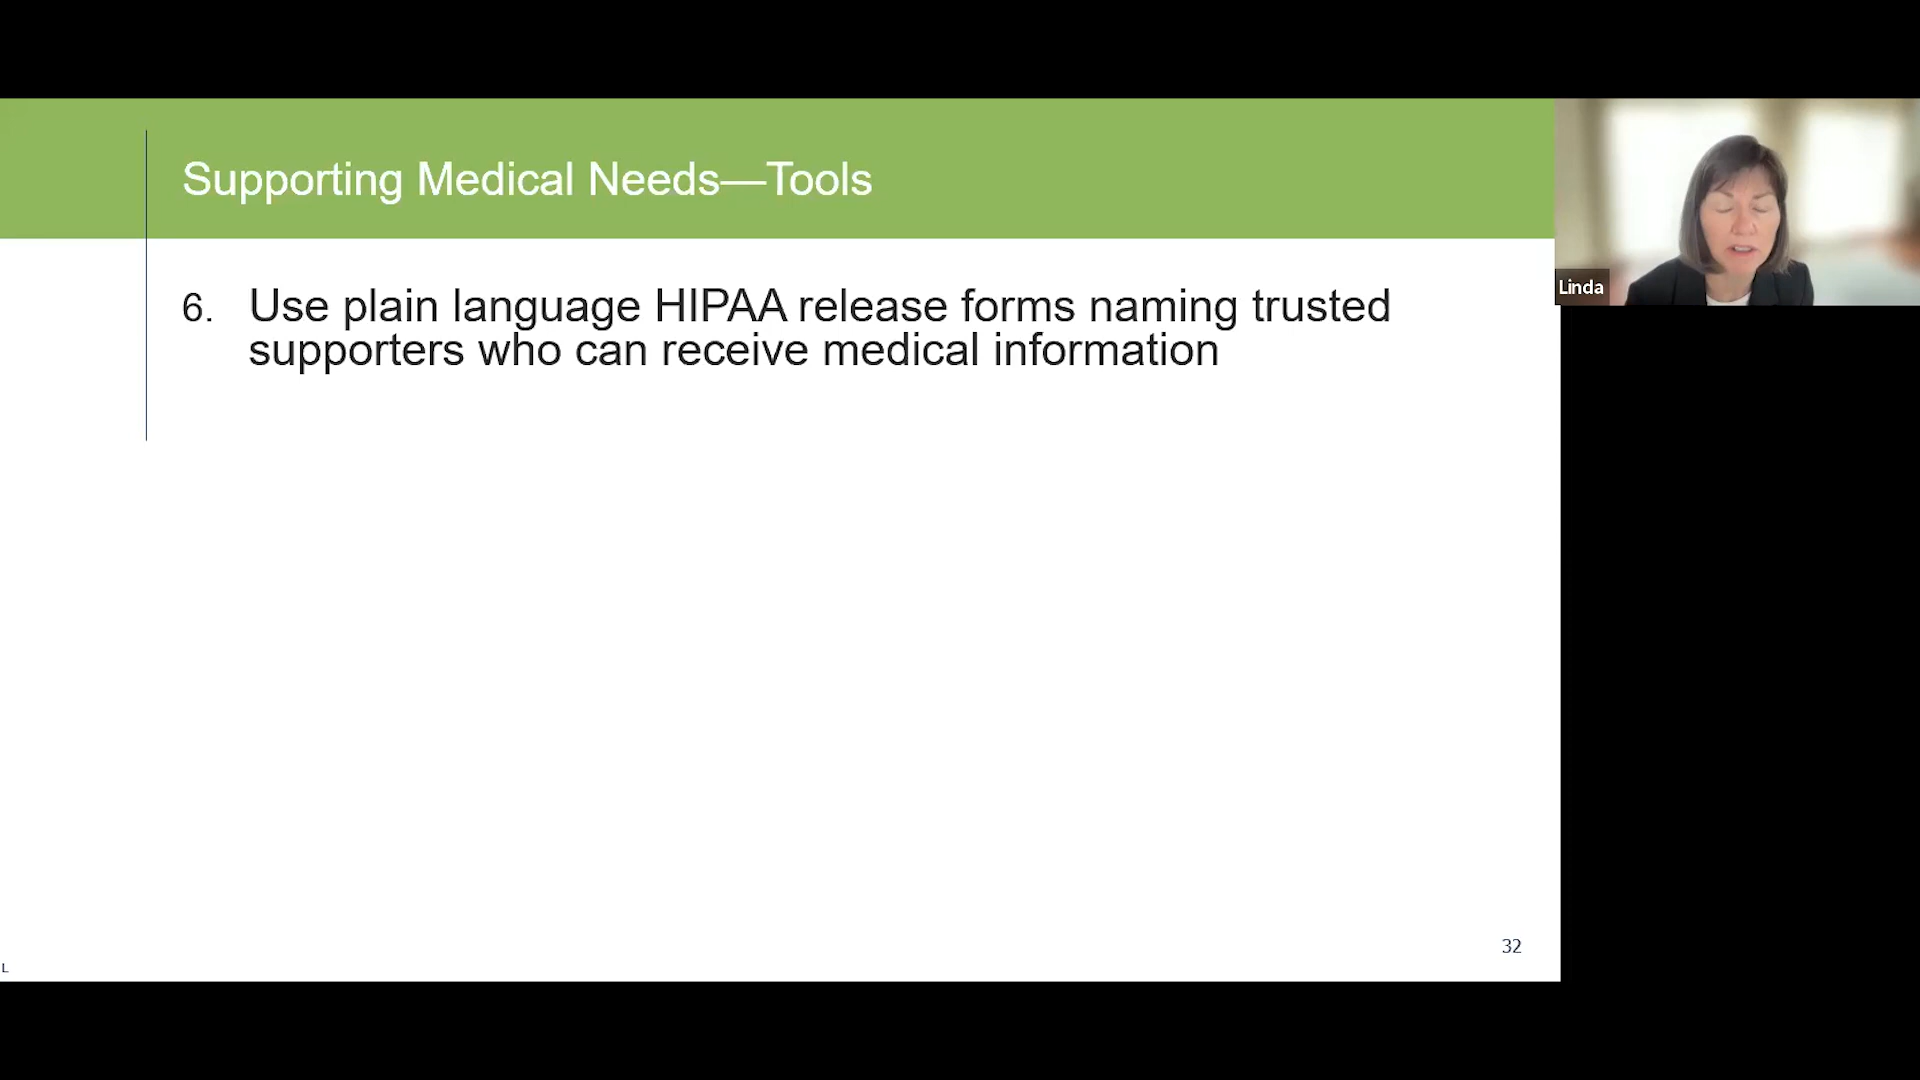 Supporting Medical Needs—Tools
Linda
6. Use plain language HIPAA release forms naming trusted
supporters who can receive medical information
32
L